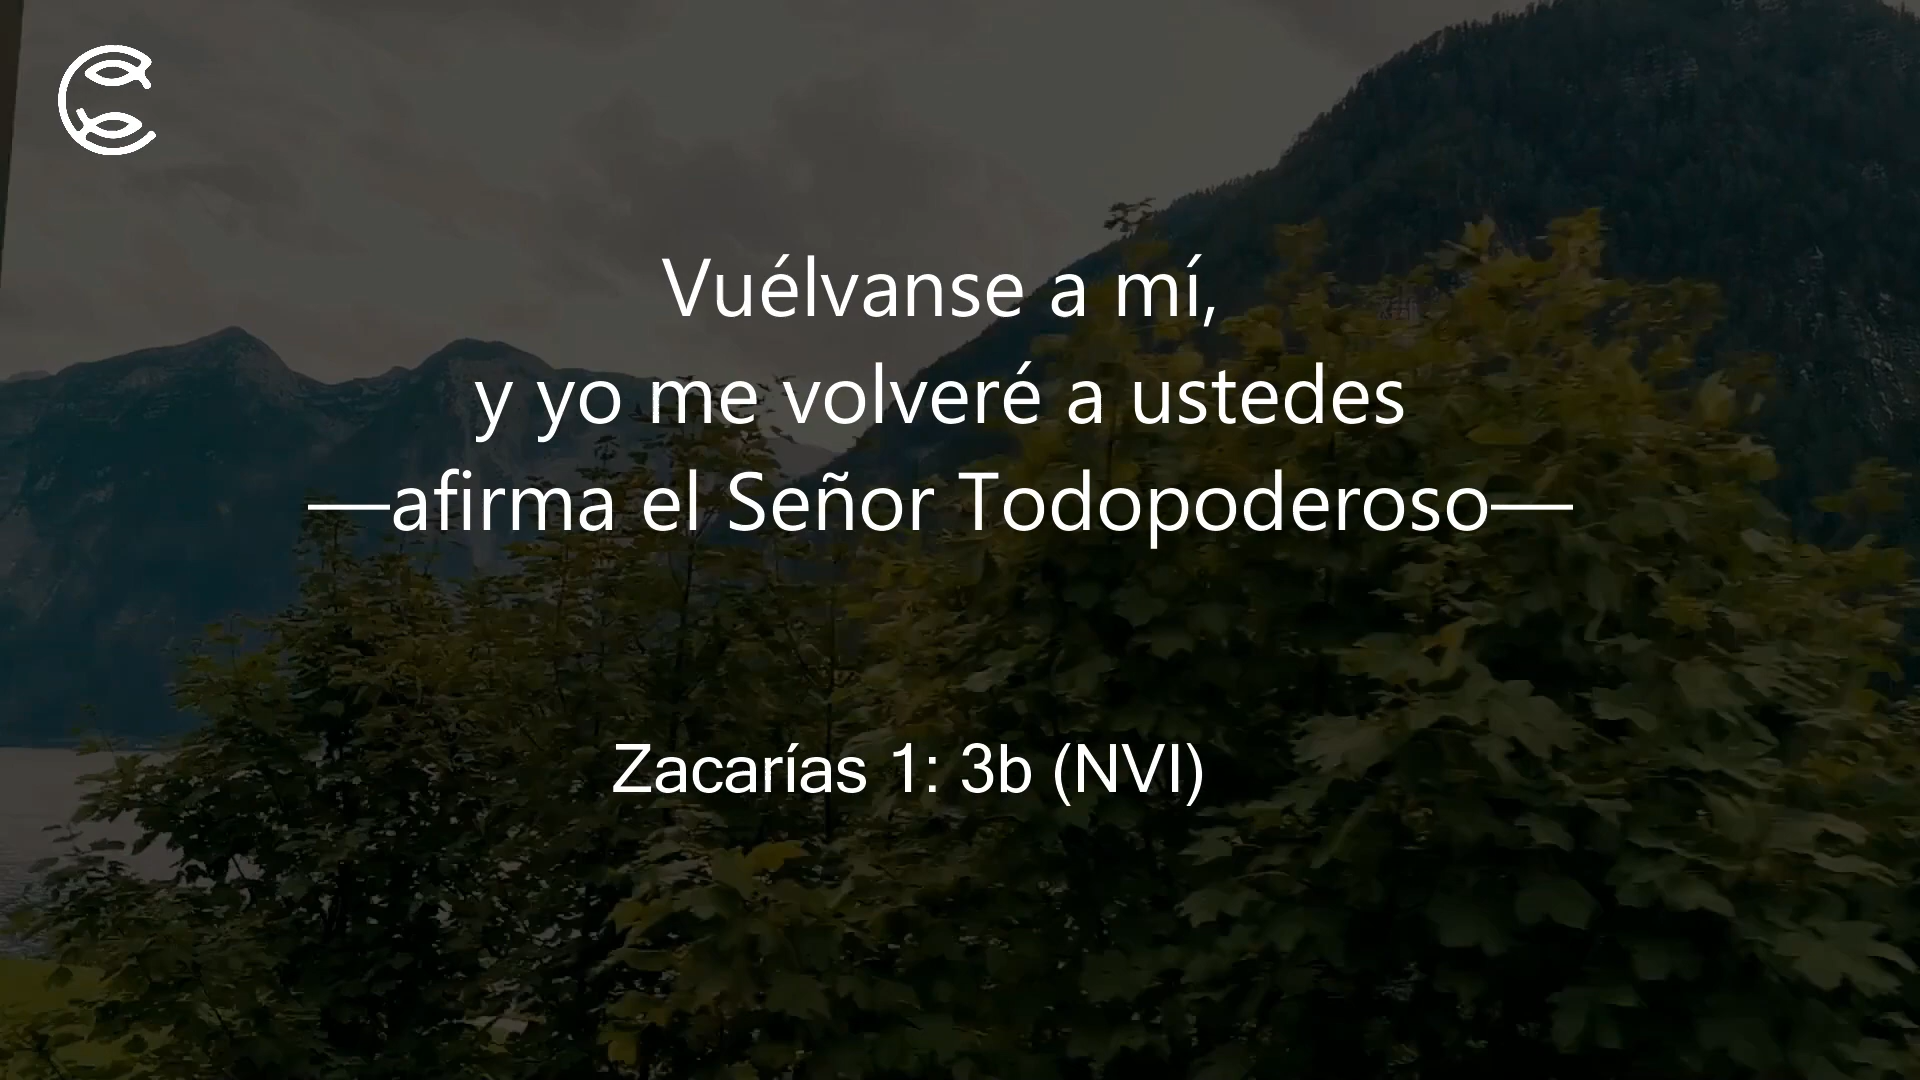 Vuélvanse a mí,
y yo me volveré a ustedes
—afirma el Señor Todopoderoso—
Zacarías 1: 3b (NVI)